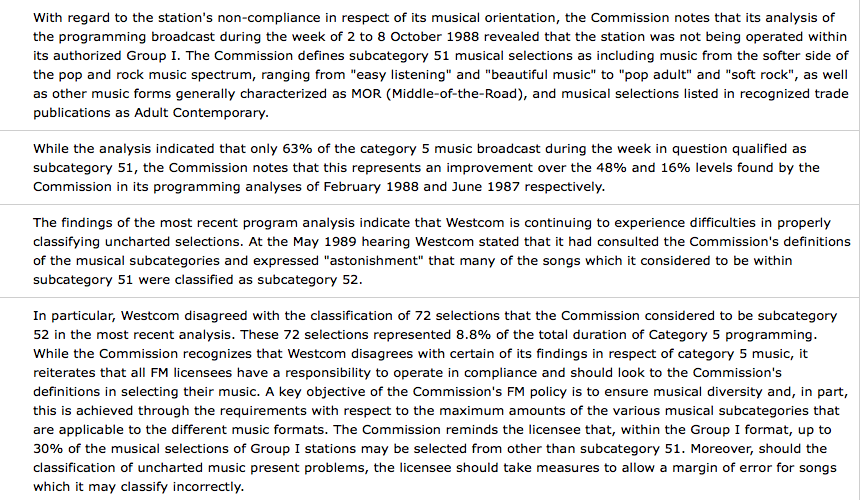 With regard to the station's non-compliance in respect of its musical orientation, the Commission notes that its analysis of
the programming broadcast during the week of 2 to 8 October 1988 revealed that the station was not being operated within
its authorized Group I. The Commission defines subcategory 51 musical selections as including music from the softer side of
the pop and rock music spectrum, ranging from "easy listening" and "beautiful music" to "pop adult" and "soft rock", as well
as other music forms generally characterized as MOR (Middle-of-the-Road), and musical selections listed in recognized trade
publications as Adult Contemporary.
While the analysis indicated that only 63% of the category 5 music broadcast during the week in question qualified as
subcategory 51, the Commission notes that this represents an improvement over the 48% and 16% levels found by the
Commission in its programming analyses of February 1988 and June 1987 respectively.
The findings of the most recent program analysis indicate that Westcom is continuing to experience difficulties in properly
classifying uncharted selections. At the May 1989 hearing Westcom stated that it had consulted the Commission's definitions
of the musical subcategories and expressed "astonishment" that many of the songs which it considered to be within
subcategory 51 were classified as subcategory 52.
In particular, Westcom disagreed with the classification of 72 selections that the Commission considered to be subcategory
52 in the most recent analysis. These 72 selections represented 8.8% of the total duration of Category 5 programming.
While the Commission recognizes that Westcom disagrees with certain of its findings in respect of category 5 music, it
reiterates that all FM licensees have a responsibility to operate in compliance and should look to the Commission's
definitions in selecting their music. A key objective of the Commission's FM policy is to ensure musical diversity and, in part,
this is achieved through the requirements with respect to the maximum amounts of the various musical subcategories that
are applicable to the different music formats. The Commission reminds the licensee that, within the Group I format, up to
30% of the musical selections of Group I stations may be selected from other than subcategory 51. Moreover, should the
classification of uncharted music present problems, the licensee should take measures to allow a margin of error for songs
which it may classify incorrectly.